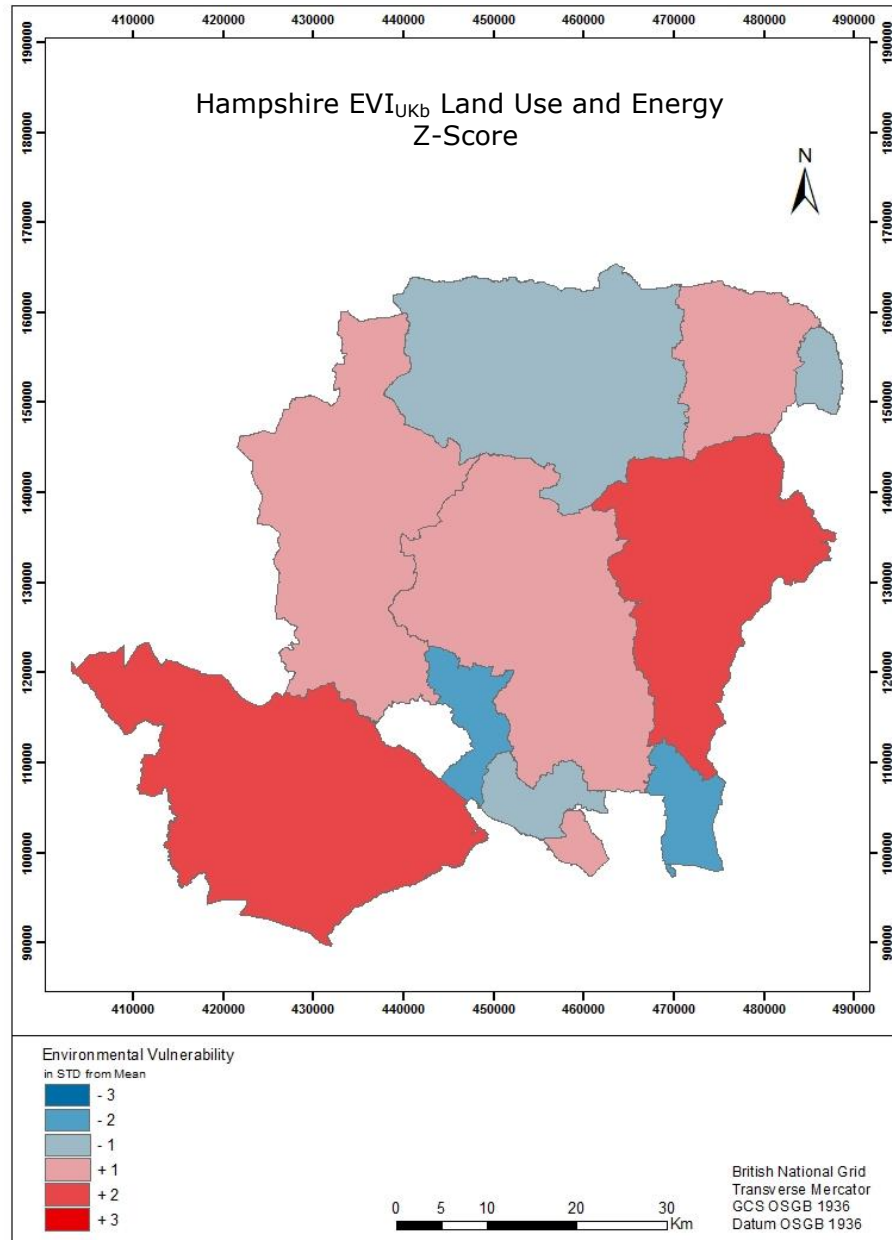 410000 420000 430000 440000 450000 460000 470000 480000 490000
190000 190000
Hampshire EVIUKb Land Use and Energy
Z-Score
180000 180000
N
170000 170000
160000 160000
150000 150000
140000 140000
130000 130000
120000 120000
110000 110000
100000 100000
90000 90000
410000 420000 430000 440000 450000 460000 470000 480000 490000
Environmental Vulnerability
in STD from Mean
- 3
- 2
- 1
+ 1
+ 2
+ 3
0 5 10 20 30
Km
British National Grid
Transverse Mercator
GCS OSGB 1936
Datum OSGB 1936